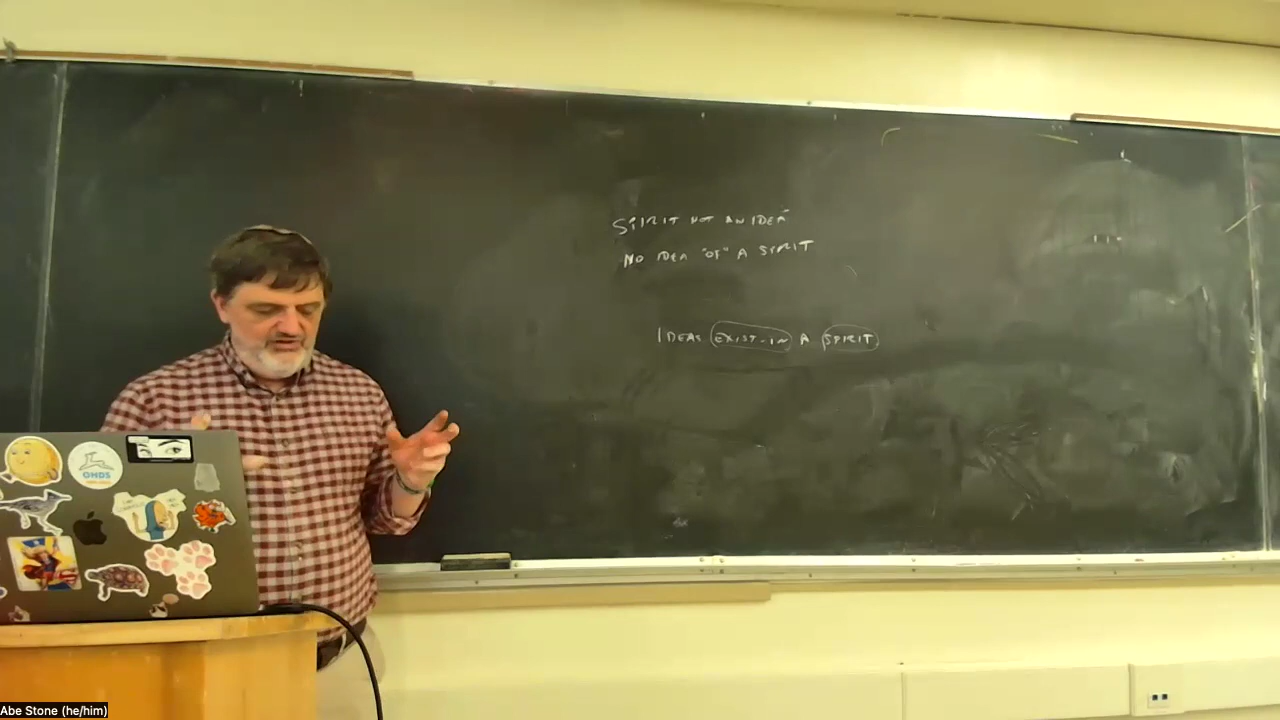 SPIRIT NOT AN IDEA
NO IDEA "OF" A SPIRIT
IDEAS EXIST-IN A SPIRIT
Abe Stone (he/him)